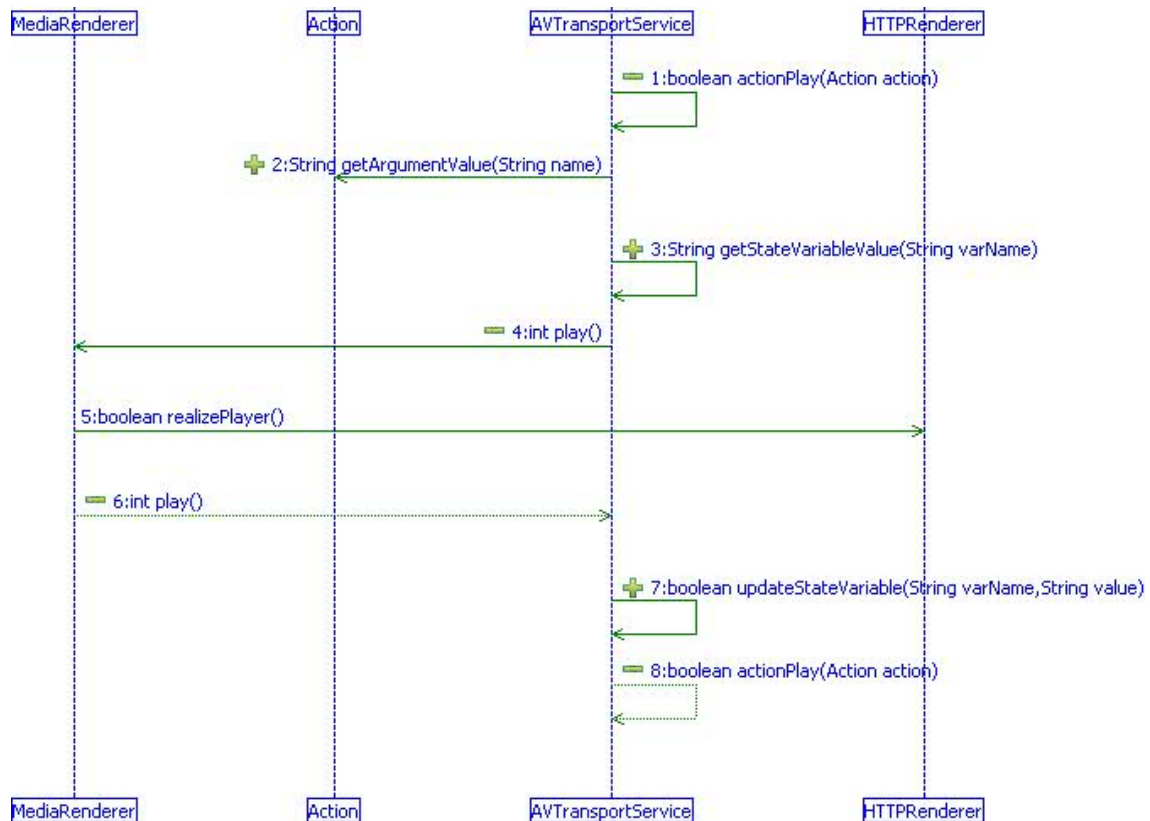 MediaRenderer Action AVTransportService HTTPRenderer
1:boolean actionPlay(Action action)
2:String getArgumentValue(String name)
3:String getStateVariableValue(String varName)
4:int play()
5:boolean realizePlayer()
6:int play()
7:boolean updateStateVariable(String varName,String value)
8:boolean actionPlay(Action action)
MediaRenderer Action AVTransportService HTTPRenderer